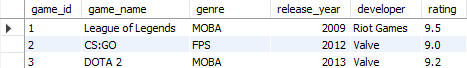 game_id game_name genre release_year developer rating
1 League of Legends MOBA 2009 Riot Games 9.5
2 CS:GO FPS 2012 Valve 9.0
3 DOTA 2 MOBA 2013 Valve 9.2